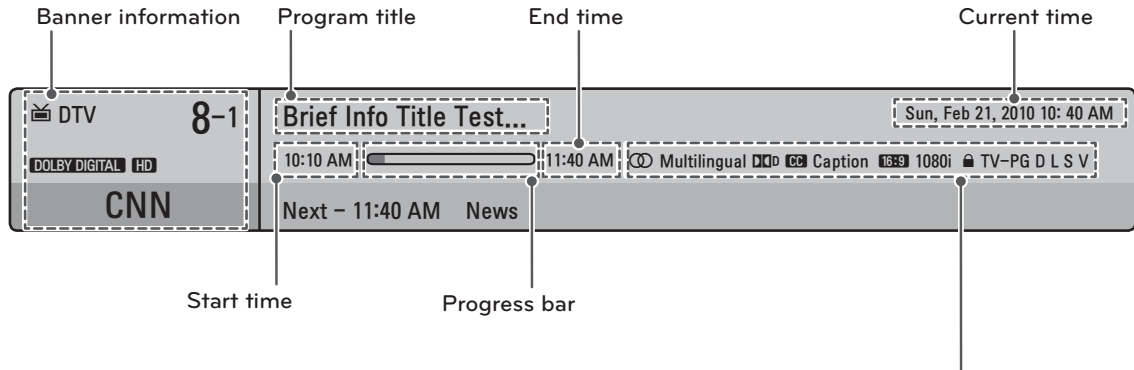 Banner information
Program title
End time
Current time
DTV 8-1
Brief Info Title Test...
Sun, Feb 21, 2010 10: 40 AM
DOLBY DIGITAL HD
10:10 AM
11:40 AM
Multilingual DD D CC Caption 16:9 1080i TV-PG D L S V
CNN
Next - 11:40 AM News
Start time
Progress bar